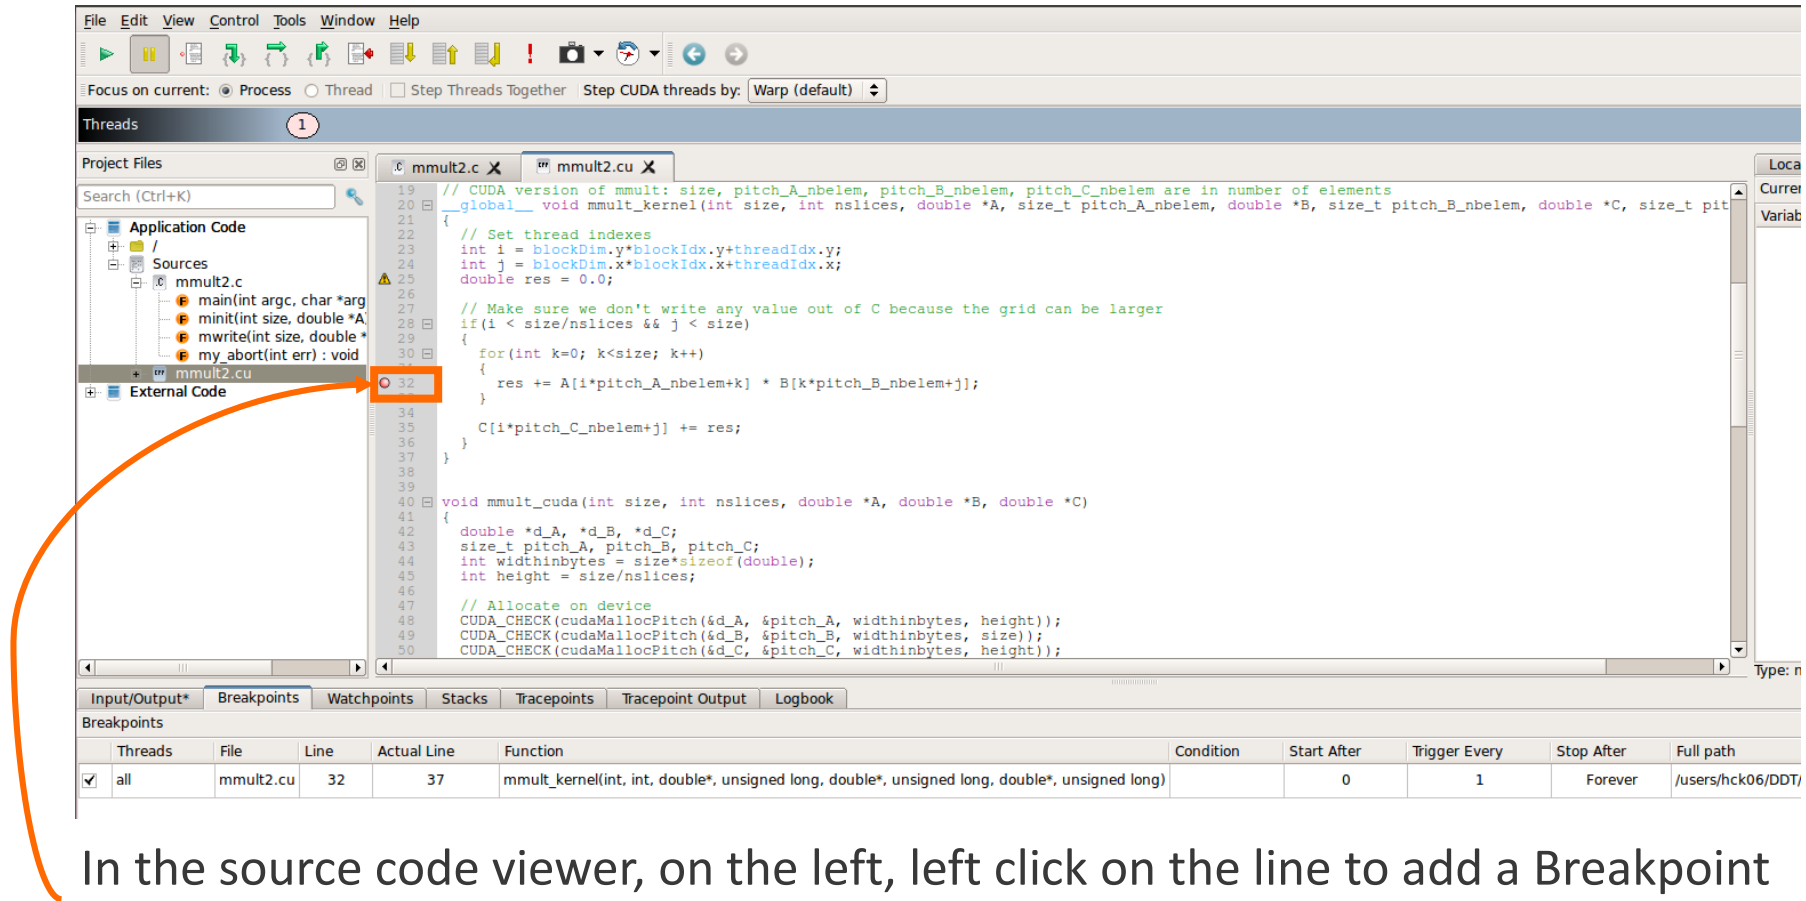 File Edit View Control Tools Window Help
Focus on current: Process Thread Step Threads Together Step CUDA threads by: Warp (default)
Threads 1
Project Files
Search (Ctrl+K)
Application Code
/
Sources
mmult2.c
main(int argc, char *arg
minit(int size, double *A,
mwrite(int size, double *
my_abort(int err) : void
mmult2.cu
External Code
mmult2.c mmult2.cu
19 // CUDA version of mmult: size, pitch_A_nbelem, pitch_B_nbelem, pitch_C_nbelem are in number of elements
20 __global__ void mmult_kernel(int size, int nslices, double *A, size_t pitch_A_nbelem, double *B, size_t pitch_B_nbelem, double *C, size_t pit
21 {
22 // Set thread indexes
23 int i = blockDim.y*blockIdx.y+threadIdx.y;
24 int j = blockDim.x*blockIdx.x+threadIdx.x;
25 double res = 0.0;
26
27 // Make sure we don't write any value out of C because the grid can be larger
28 if(i < size/nslices && j < size)
29 {
30 for(int k=0; k<size; k++)
{
32 res += A[i*pitch_A_nbelem+k] * B[k*pitch_B_nbelem+j];
}
34
35 C[i*pitch_C_nbelem+j] += res;
36 }
37 }
38
39
40 void mmult_cuda(int size, int nslices, double *A, double *B, double *C)
41 {
42 double *d_A, *d_B, *d_C;
43 size_t pitch_A, pitch_B, pitch_C;
44 int widthinbytes = size*sizeof(double);
45 int height = size/nslices;
46
47 // Allocate on device
48 CUDA_CHECK(cudaMallocPitch(&d_A, &pitch_A, widthinbytes, height));
49 CUDA_CHECK(cudaMallocPitch(&d_B, &pitch_B, widthinbytes, size));
50 CUDA_CHECK(cudaMallocPitch(&d_C, &pitch_C, widthinbytes, height));
Loca
Currer
Variab
Type: n
Input/Output* Breakpoints Watchpoints Stacks Tracepoints Tracepoint Output Logbook
Breakpoints
Threads File Line Actual Line Function Condition Start After Trigger Every Stop After Full path
all mmult2.cu 32 37 mmult_kernel(int, int, double*, unsigned long, double*, unsigned long, double*, unsigned long) 0 1 Forever /users/hck06/DDT/
In the source code viewer, on the left, left click on the line to add a Breakpoint